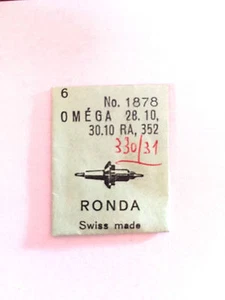 6
No. 1878
OMÉGA 28.10,
30.10 RA, 352
330/31
RONDA
Swiss made